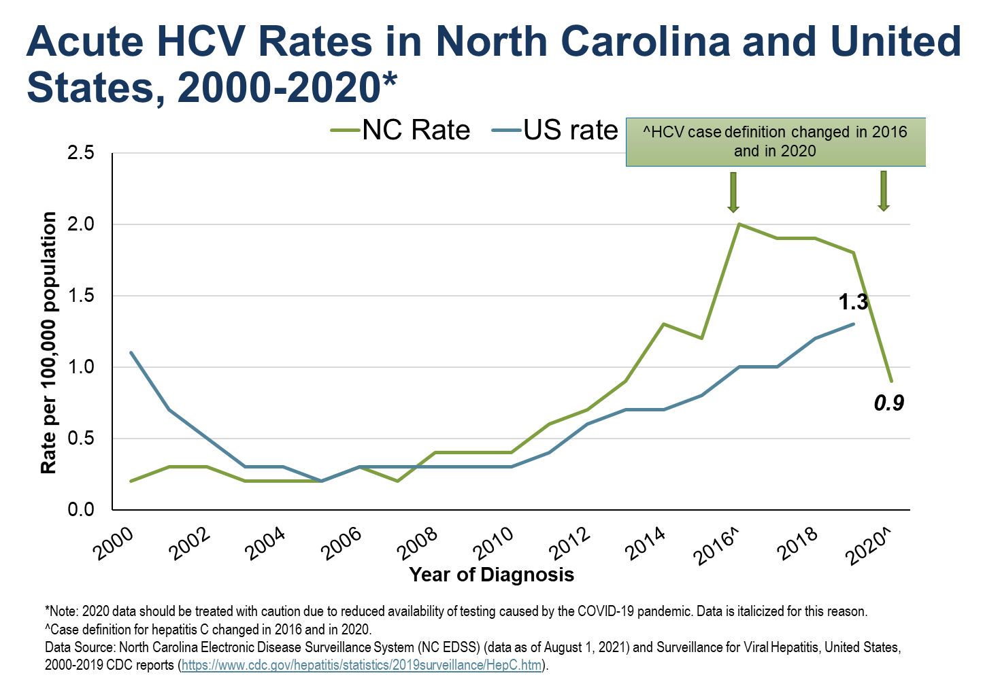 Acute HCV Rates in North Carolina and United
States, 2000-2020*
NC Rate
US rate
^HCV case definition changed in 2016
and in 2020
2.5
2.0
1.5
1.0
0.5
0.0
Rate per 100,000 population
1.3
0.9
2000
2002
2004
2006
2008
2010
2012
2014
2016^
2018
2020^
Year of Diagnosis
*Note: 2020 data should be treated with caution due to reduced availability of testing caused by the COVID-19 pandemic. Data is italicized for this reason.
^Case definition for hepatitis C changed in 2016 and in 2020.
Data Source: North Carolina Electronic Disease Surveillance System (NC EDSS) (data as of August 1, 2021) and Surveillance for Viral Hepatitis, United States,
2000-2019 CDC reports (https://www.cdc.gov/hepatitis/statistics/2019surveillance/HepC.htm).